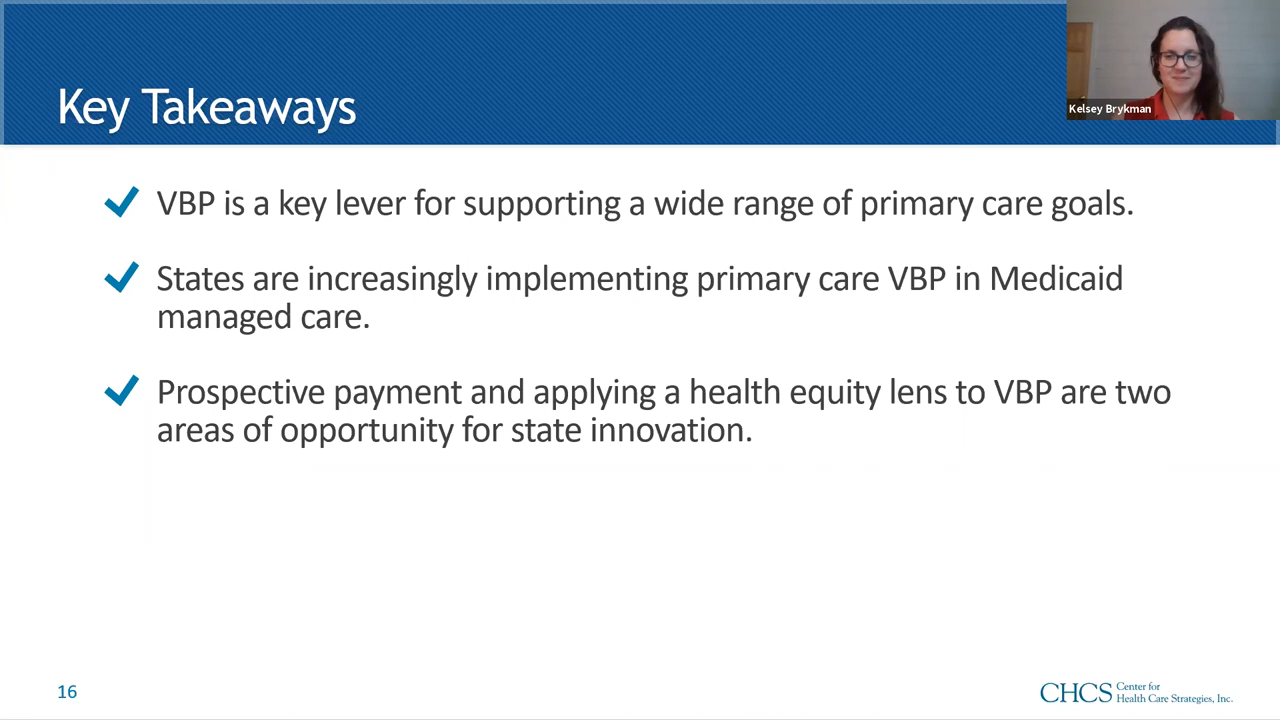 Key Takeaways
Kelsey Brykman
VBP is a key lever for supporting a wide range of primary care goals.
States are increasingly implementing primary care VBP in Medicaid
managed care.
Prospective payment and applying a health equity lens to VBP are two
areas of opportunity for state innovation.
16
CHCS Center for
Health Care Strategies, Inc.